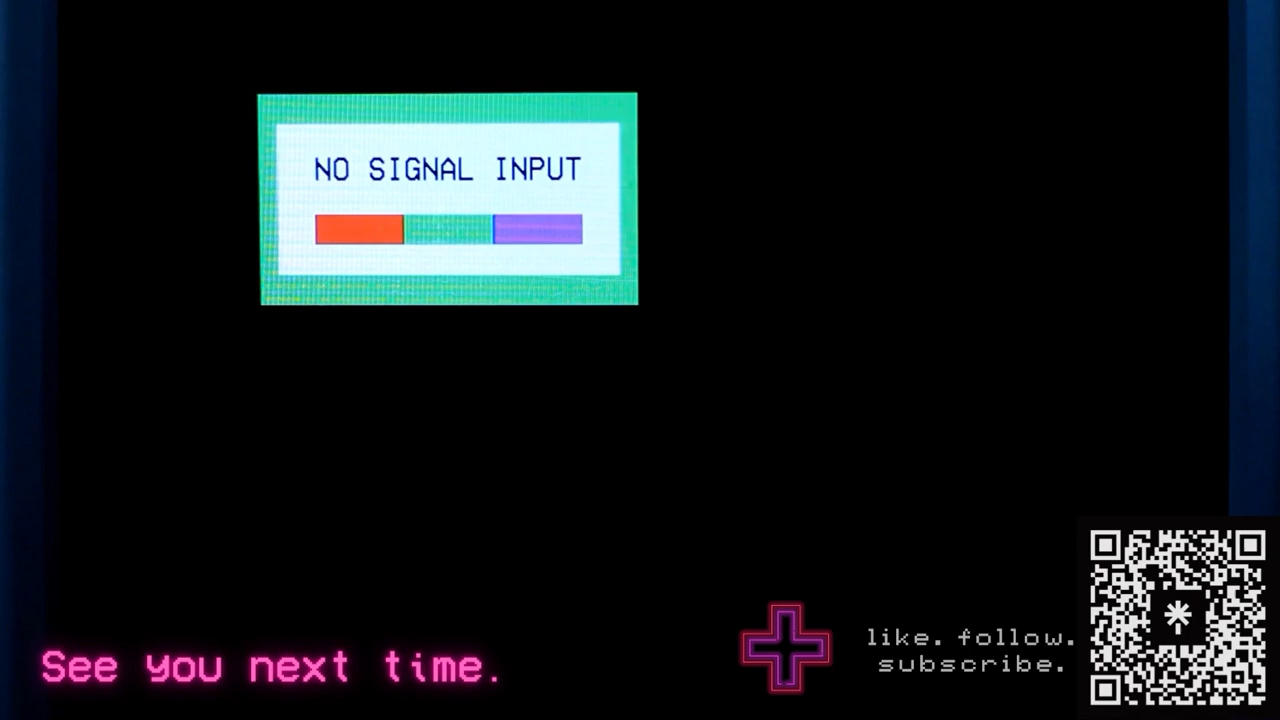 NO SIGNAL INPUT
See you next time.
like. follow.
subscribe.